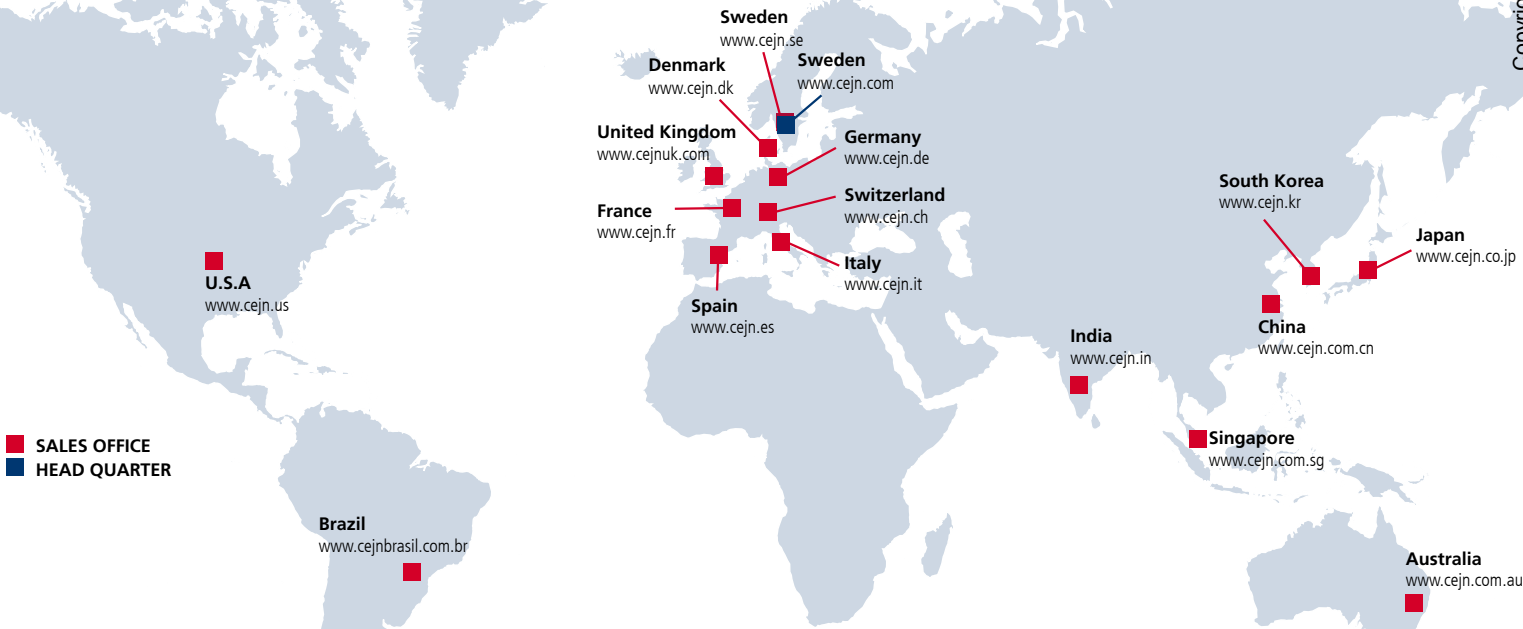 Sweden
www.cejn.se
Sweden
www.cejn.com
Denmark
www.cejn.dk
United Kingdom
www.cejnuk.com
Germany
www.cejn.de
Switzerland
www.cejn.ch
France
www.cejn.fr
Italy
www.cejn.it
Spain
www.cejn.es
U.S.A
www.cejn.us
South Korea
www.cejn.kr
Japan
www.cejn.co.jp
China
www.cejn.com.cn
India
www.cejn.in
Singapore
www.cejn.com.sg
SALES OFFICE
HEAD QUARTER
Brazil
www.cejnbrasil.com.br
Australia
www.cejn.com.au